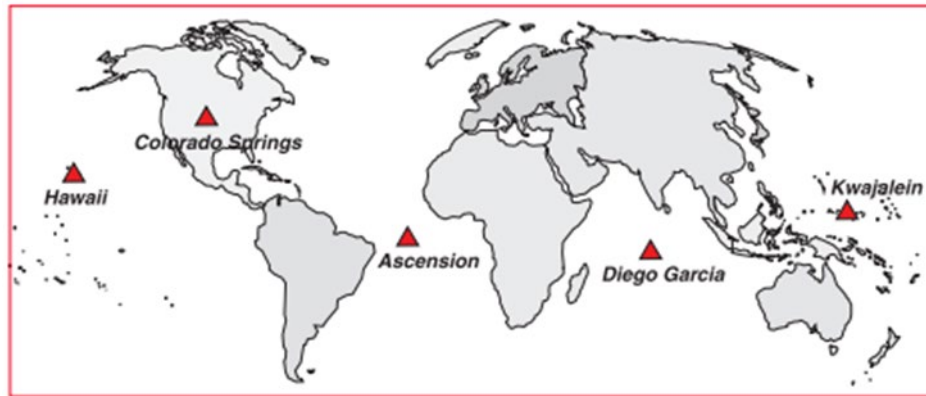 Colorado Springs
Hawaii
Kwajalein
Ascension
Diego Garcia